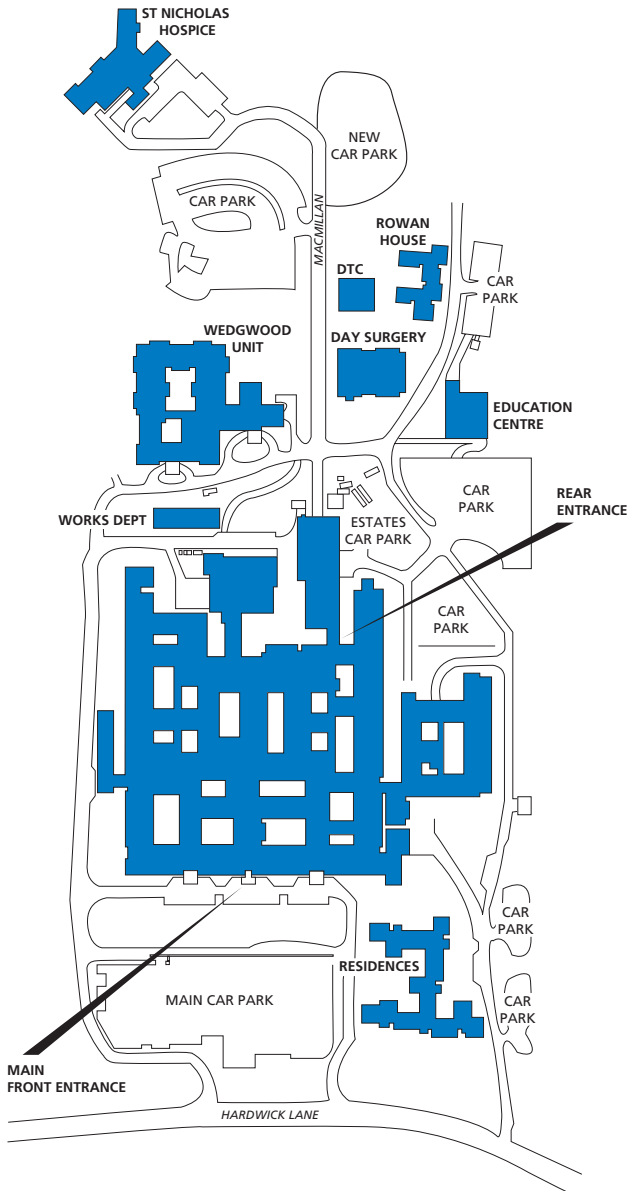 ST NICHOLAS
HOSPICE
NEW
CAR PARK
CAR PARK
MACMILLAN
ROWAN
HOUSE
DTC
CAR
PARK
WEDGWOOD
UNIT
DAY SURGERY
EDUCATION
CENTRE
CAR
PARK
REAR
ENTRANCE
WORKS DEPT
ESTATES
CAR PARK
CAR
PARK
CAR
PARK
RESIDENCES
MAIN CAR PARK
CAR
PARK
MAIN
FRONT ENTRANCE
HARDWICK LANE